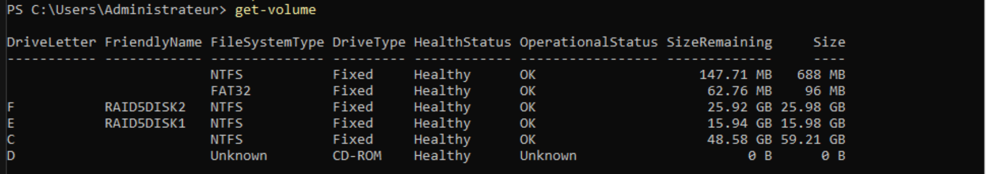 PS C:\Users\Administrateur> get-volume
DriveLetter FriendlyName FileSystemType DriveType HealthStatus OperationalStatus SizeRemaining     Size
----------- ------------ -------------- --------- ------------ ----------------- -------------     ----
                         NTFS           Fixed     Healthy      OK                    147.71 MB   688 MB
                         FAT32          Fixed     Healthy      OK                     62.76 MB    96 MB
F           RAID5DISK2   NTFS           Fixed     Healthy      OK                     25.92 GB 25.98 GB
E           RAID5DISK1   NTFS           Fixed     Healthy      OK                     15.94 GB 15.98 GB
C                        NTFS           Fixed     Healthy      OK                     48.58 GB 59.21 GB
D                        Unknown        CD-ROM    Healthy      Unknown                     0 B      0 B